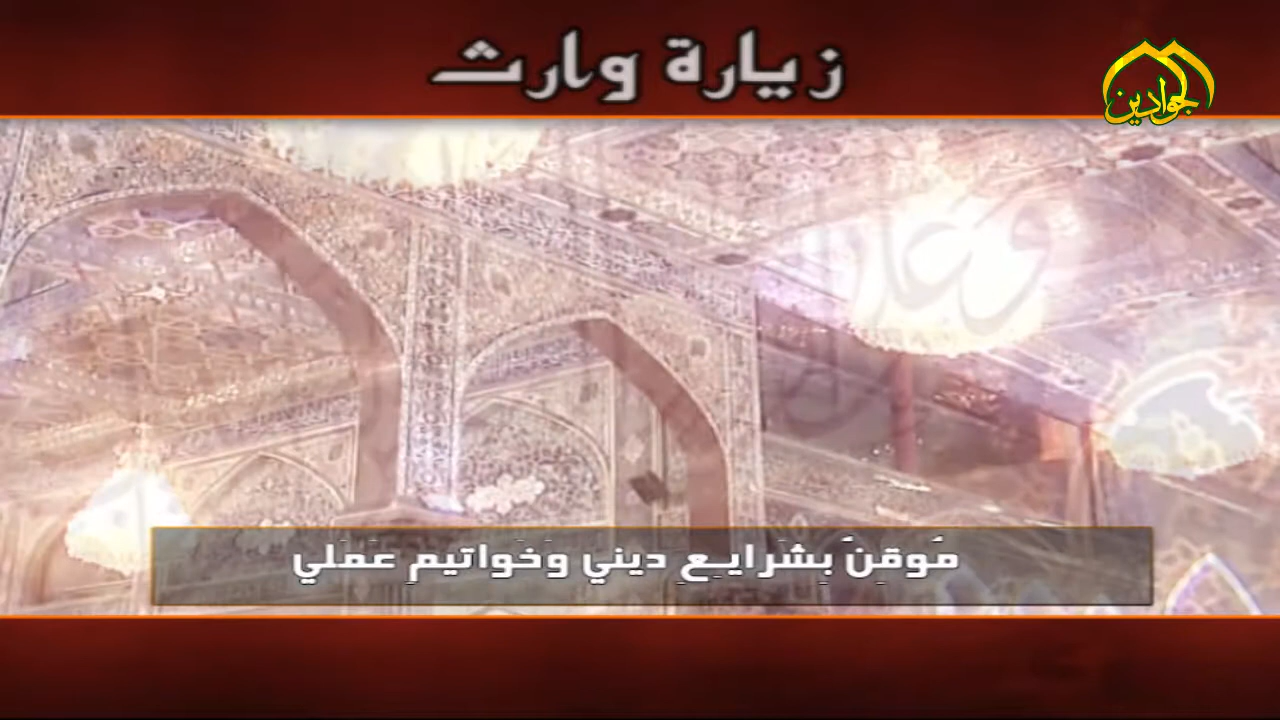 زيارة وارث
الجوادين
مُوقِنٌ بِشَرايِعِ ديني وَخَواتيمِ عَمَلي